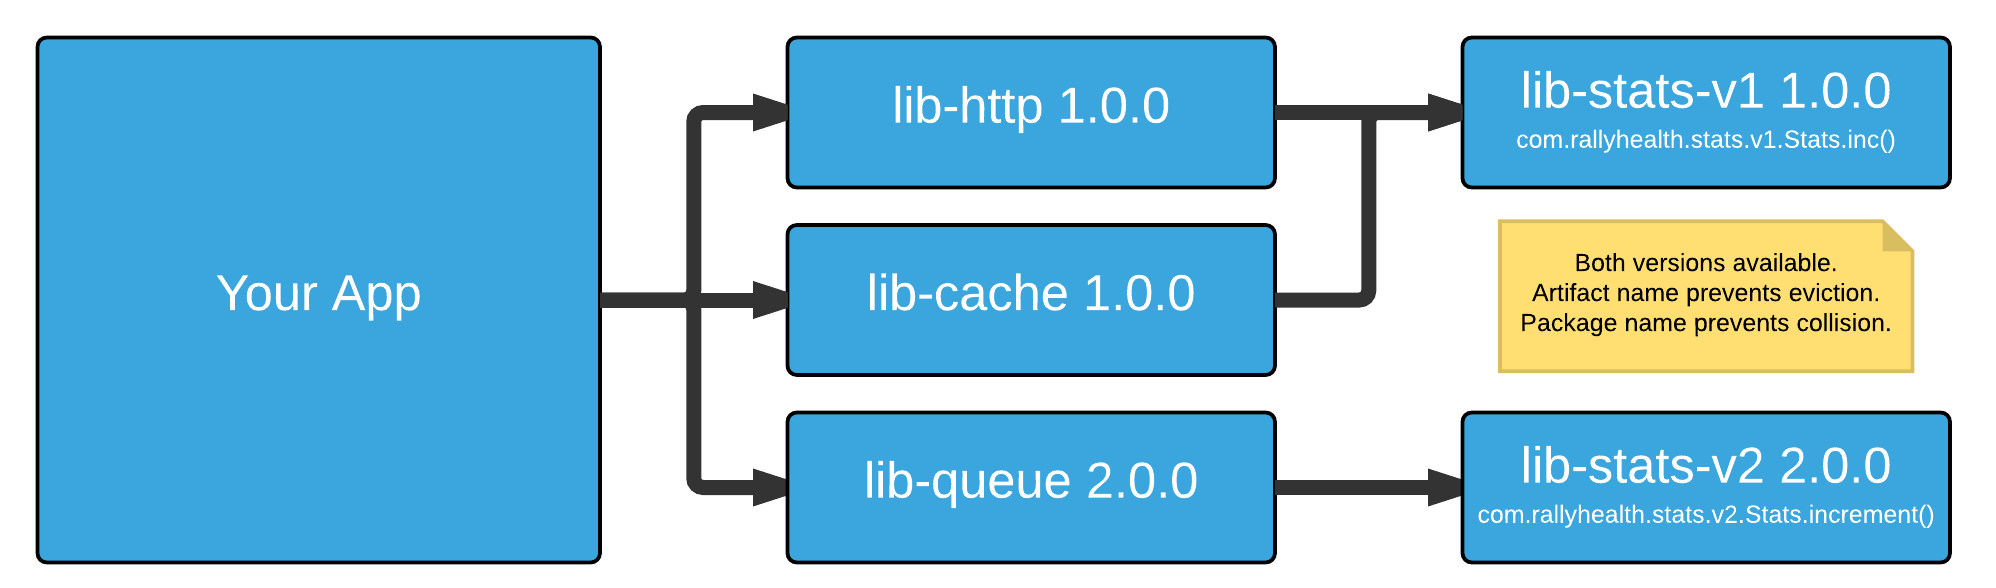 Your App
lib-http 1.0.0
lib-cache 1.0.0
lib-queue 2.0.0
lib-stats-v1 1.0.0
com.rallyhealth.stats.v1.Stats.inc()
Both versions available.
Artifact name prevents eviction.
Package name prevents collision.
lib-stats-v2 2.0.0
com.rallyhealth.stats.v2.Stats.increment()